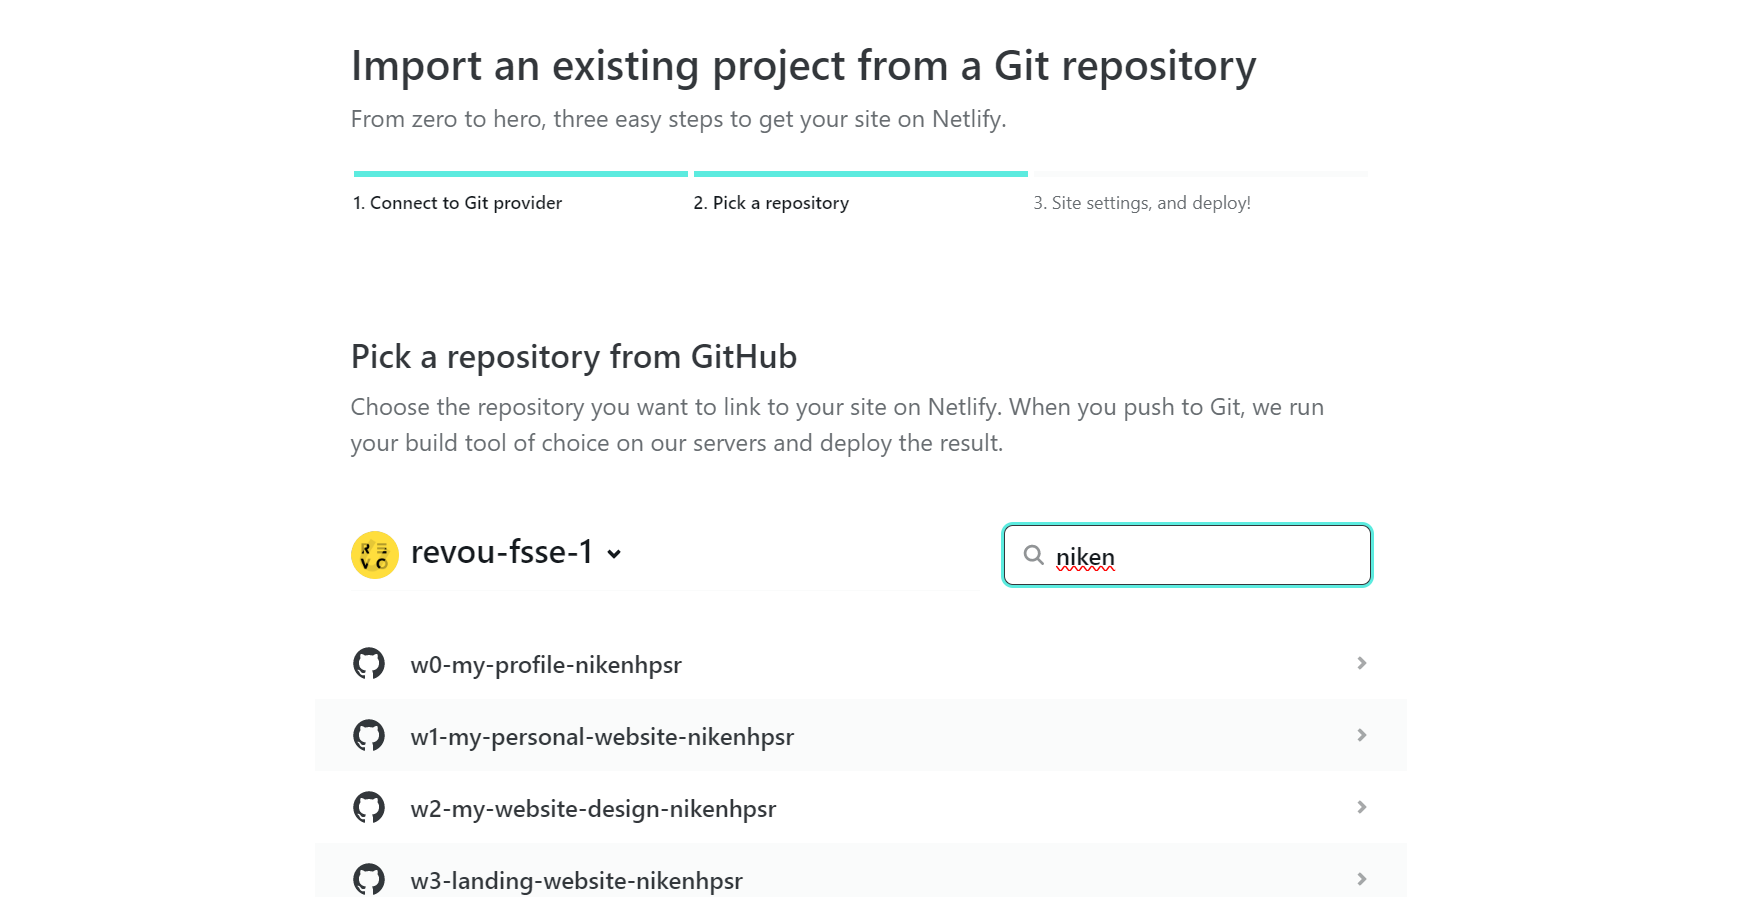 Import an existing project from a Git repository
From zero to hero, three easy steps to get your site on Netlify.
1. Connect to Git provider
2. Pick a repository
3. Site settings, and deploy!
Pick a repository from GitHub
Choose the repository you want to link to your site on Netlify. When you push to Git, we run
your build tool of choice on our servers and deploy the result.
revou-fsse-1
niken
w0-my-profile-nikenhpsr
w1-my-personal-website-nikenhpsr
w2-my-website-design-nikenhpsr
w3-landing-website-nikenhpsr